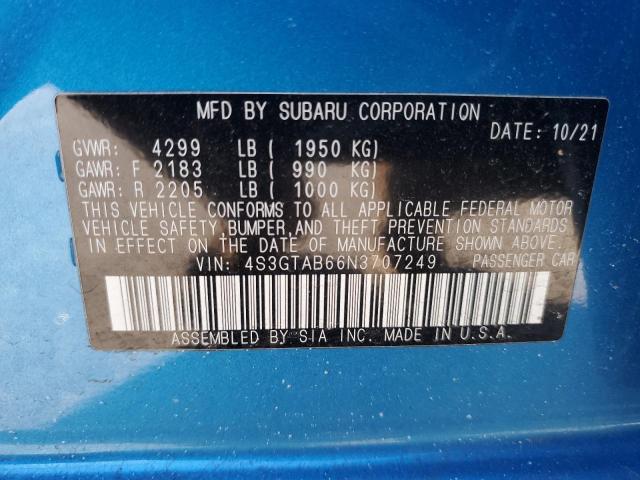 MFD BY SUBARU CORPORATION
DATE: 10/21
GVWR: 4299 LB ( 1950 KG)
GAWR: F 2183 LB ( 990 KG)
GAWR: R 2205 LB ( 1000 KG)
THIS VEHICLE CONFORMS TO ALL APPLICABLE FEDERAL MOTOR
VEHICLE SAFETY, BUMPER, AND THEFT PREVENTION STANDARDS
IN EFFECT ON THE DATE OF MANUFACTURE SHOWN ABOVE.
VIN: 4S3GTAB66N3707249 PASSENGER CAR
ASSEMBLED BY SIA INC. MADE IN U.S.A.